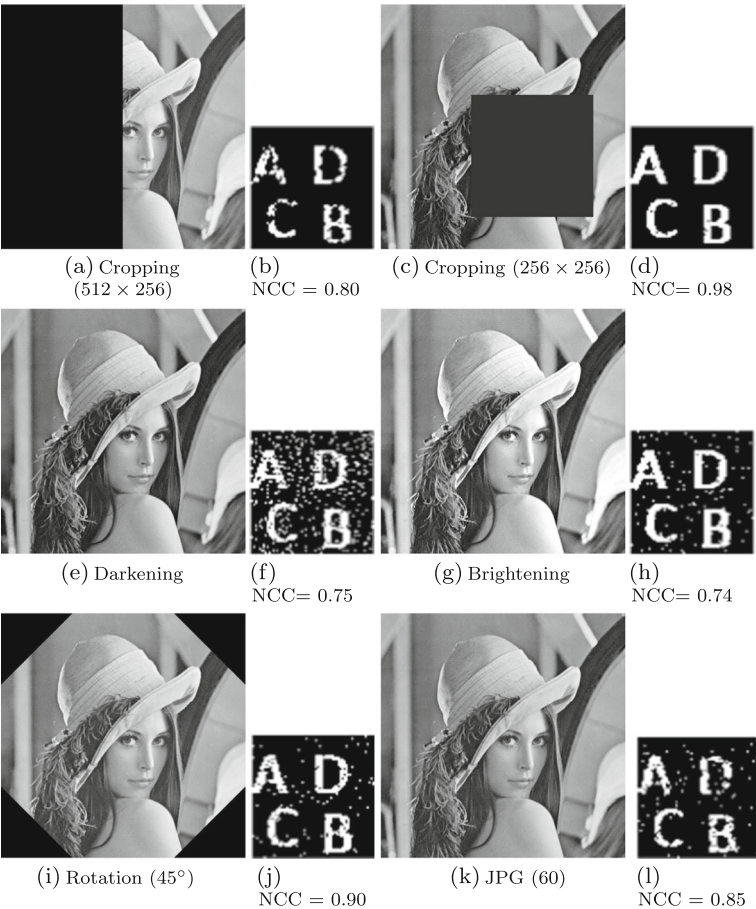 A D
C B
A D
C B
(a) Cropping
(512 × 256)
(b)
NCC = 0.80
(c) Cropping (256 × 256)
(d)
NCC= 0.98
A D
C B
A D
C B
(e) Darkening
(f)
NCC= 0.75
(g) Brightening
(h)
NCC= 0.74
A D
C B
A D
C B
(i) Rotation (45°)
(j)
NCC = 0.90
(k) JPG (60)
(l)
NCC = 0.85